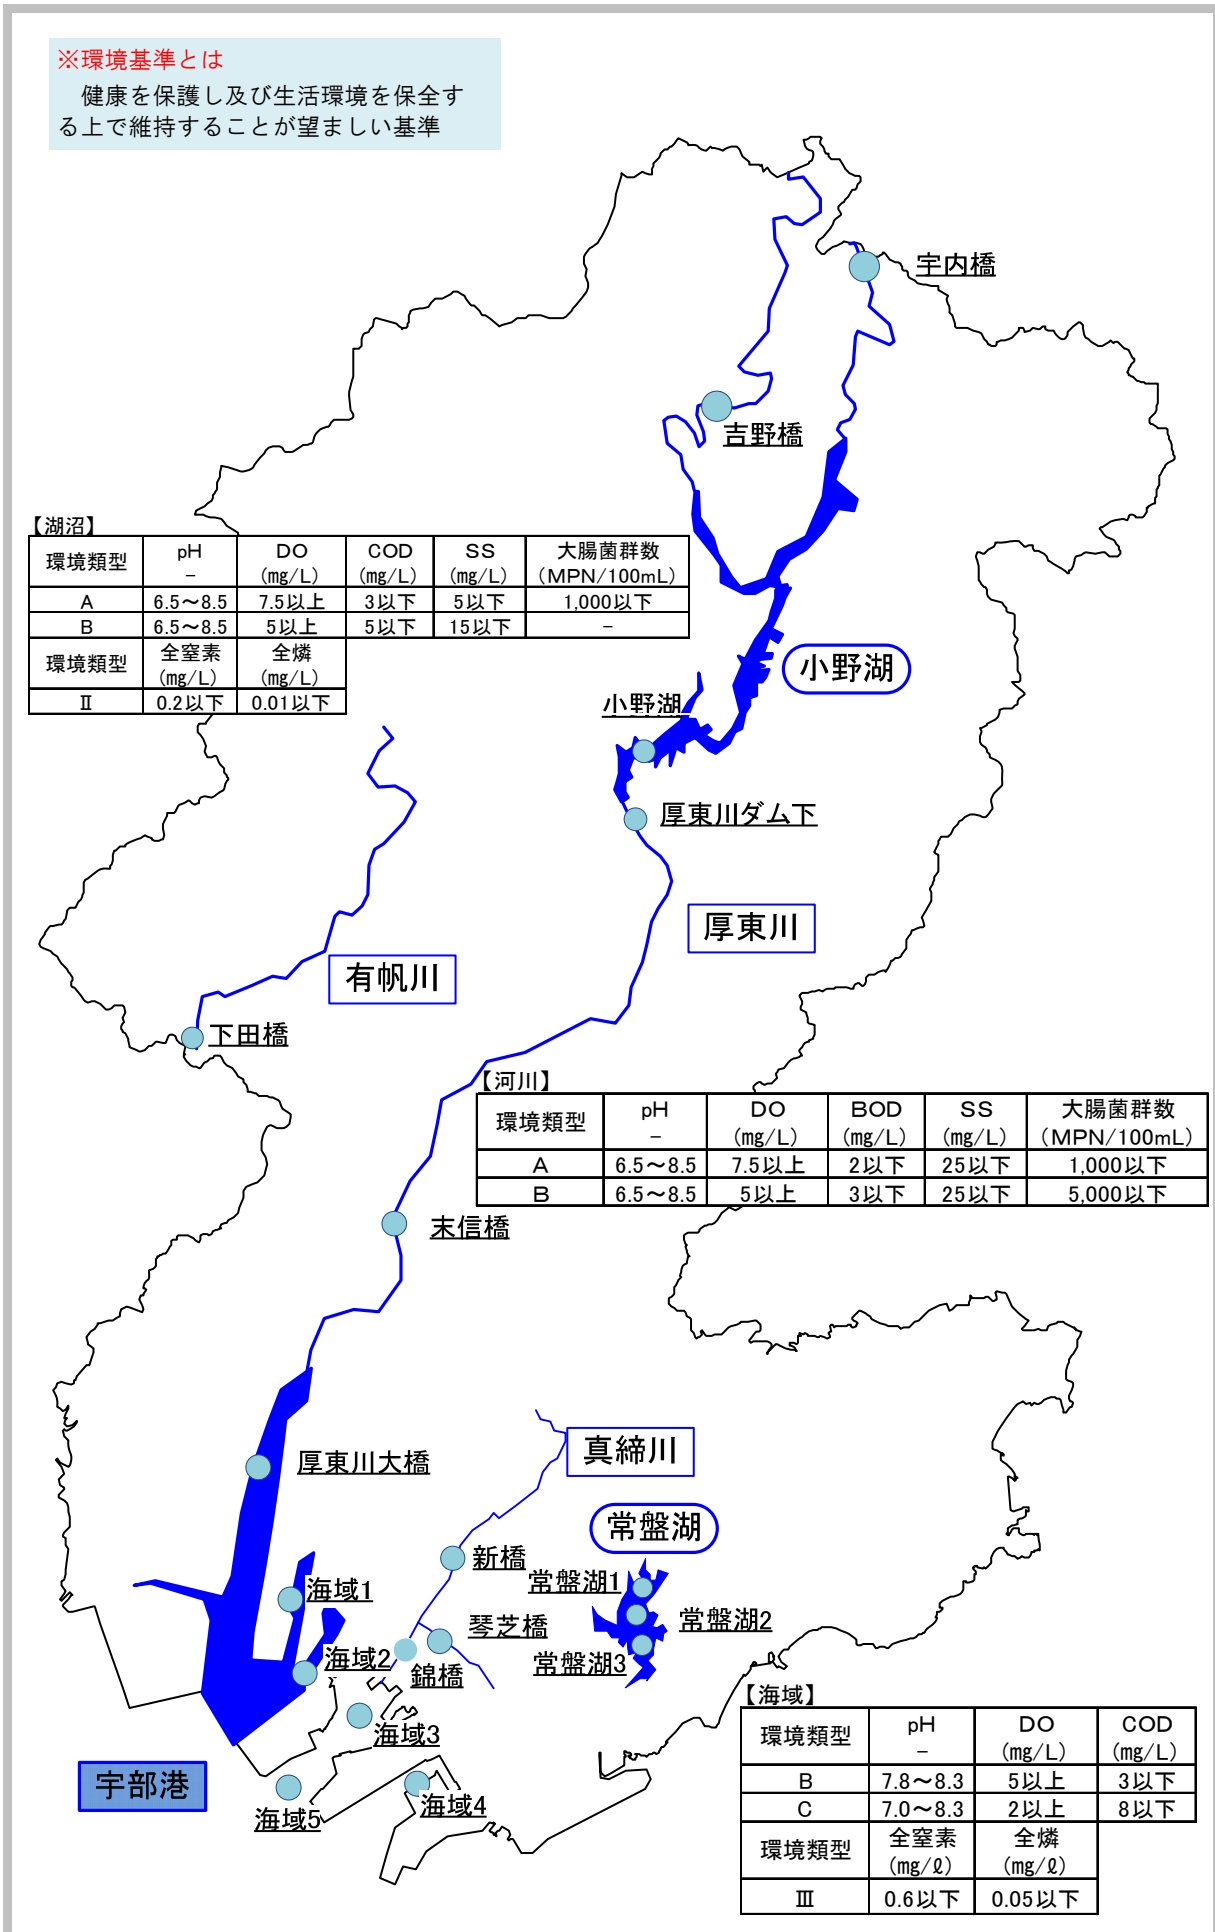 ※環境基準とは
健康を保護し及び生活環境を保全す
る上で維持することが望ましい基準
宇内橋
吉野橋
【湖沼】
環境類型 pH DO COD SS 大腸菌群数
－ (mg/L) (mg/L) (mg/L) (MPN/100mL)
A 6.5～8.5 7.5以上 3以下 5以下 1,000以下
B 6.5～8.5 5以上 5以下 15以下 －
環境類型 全窒素 全燐
(mg/L) (mg/L)
Ⅱ 0.2以下 0.01以下
小野湖
小野湖
厚東川ダム下
厚東川
有帆川
下田橋
【河川】
環境類型 pH DO BOD SS 大腸菌群数
－ (mg/L) (mg/L) (mg/L) (MPN/100mL)
A 6.5～8.5 7.5以上 2以下 25以下 1,000以下
B 6.5～8.5 5以上 3以下 25以下 5,000以下
末信橋
真締川
厚東川大橋
常盤湖
新橋
常盤湖1
海域1
常盤湖2
琴芝橋
海域2
錦橋
常盤湖3
海域3
宇部港
海域4
海域5
【海域】
環境類型 pH DO COD
－ (mg/L) (mg/L)
B 7.8～8.3 5以上 3以下
C 7.0～8.3 2以上 8以下
環境類型 全窒素 全燐
(mg/ℓ) (mg/ℓ)
Ⅲ 0.6以下 0.05以下